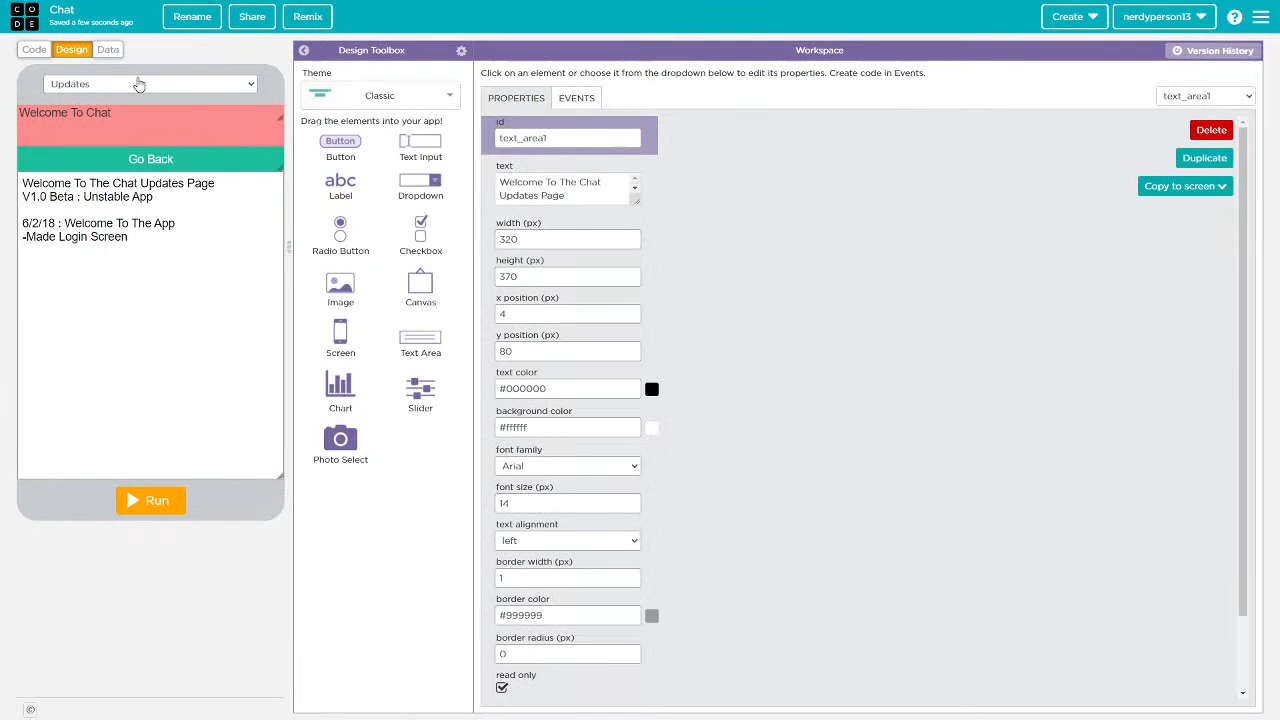 C O
D E
Chat
Saved a few seconds ago
Rename
Share
Remix
Create
nerdyperson13
?
Code
Design
Data
Design Toolbox
Workspace
Version History
Updates
Welcome To Chat
Go Back
Welcome To The Chat Updates Page
V1.0 Beta : Unstable App
6/2/18 : Welcome To The App
-Made Login Screen
Run
©
Theme
Classic
Drag the elements into your app!
Button
Button
Text Input
abc
Label
Dropdown
Radio Button
Checkbox
Image
Canvas
Screen
Text Area
Chart
Slider
Photo Select
Click on an element or choose it from the dropdown below to edit its properties. Create code in Events.
PROPERTIES
EVENTS
text_area1
Delete
Duplicate
Copy to screen
id
text_area1
text
Welcome To The Chat
Updates Page
width (px)
320
height (px)
370
x position (px)
4
y position (px)
80
text color
#000000
background color
#ffffff
font family
Arial
font size (px)
14
text alignment
left
border width (px)
1
border color
#999999
border radius (px)
0
read only